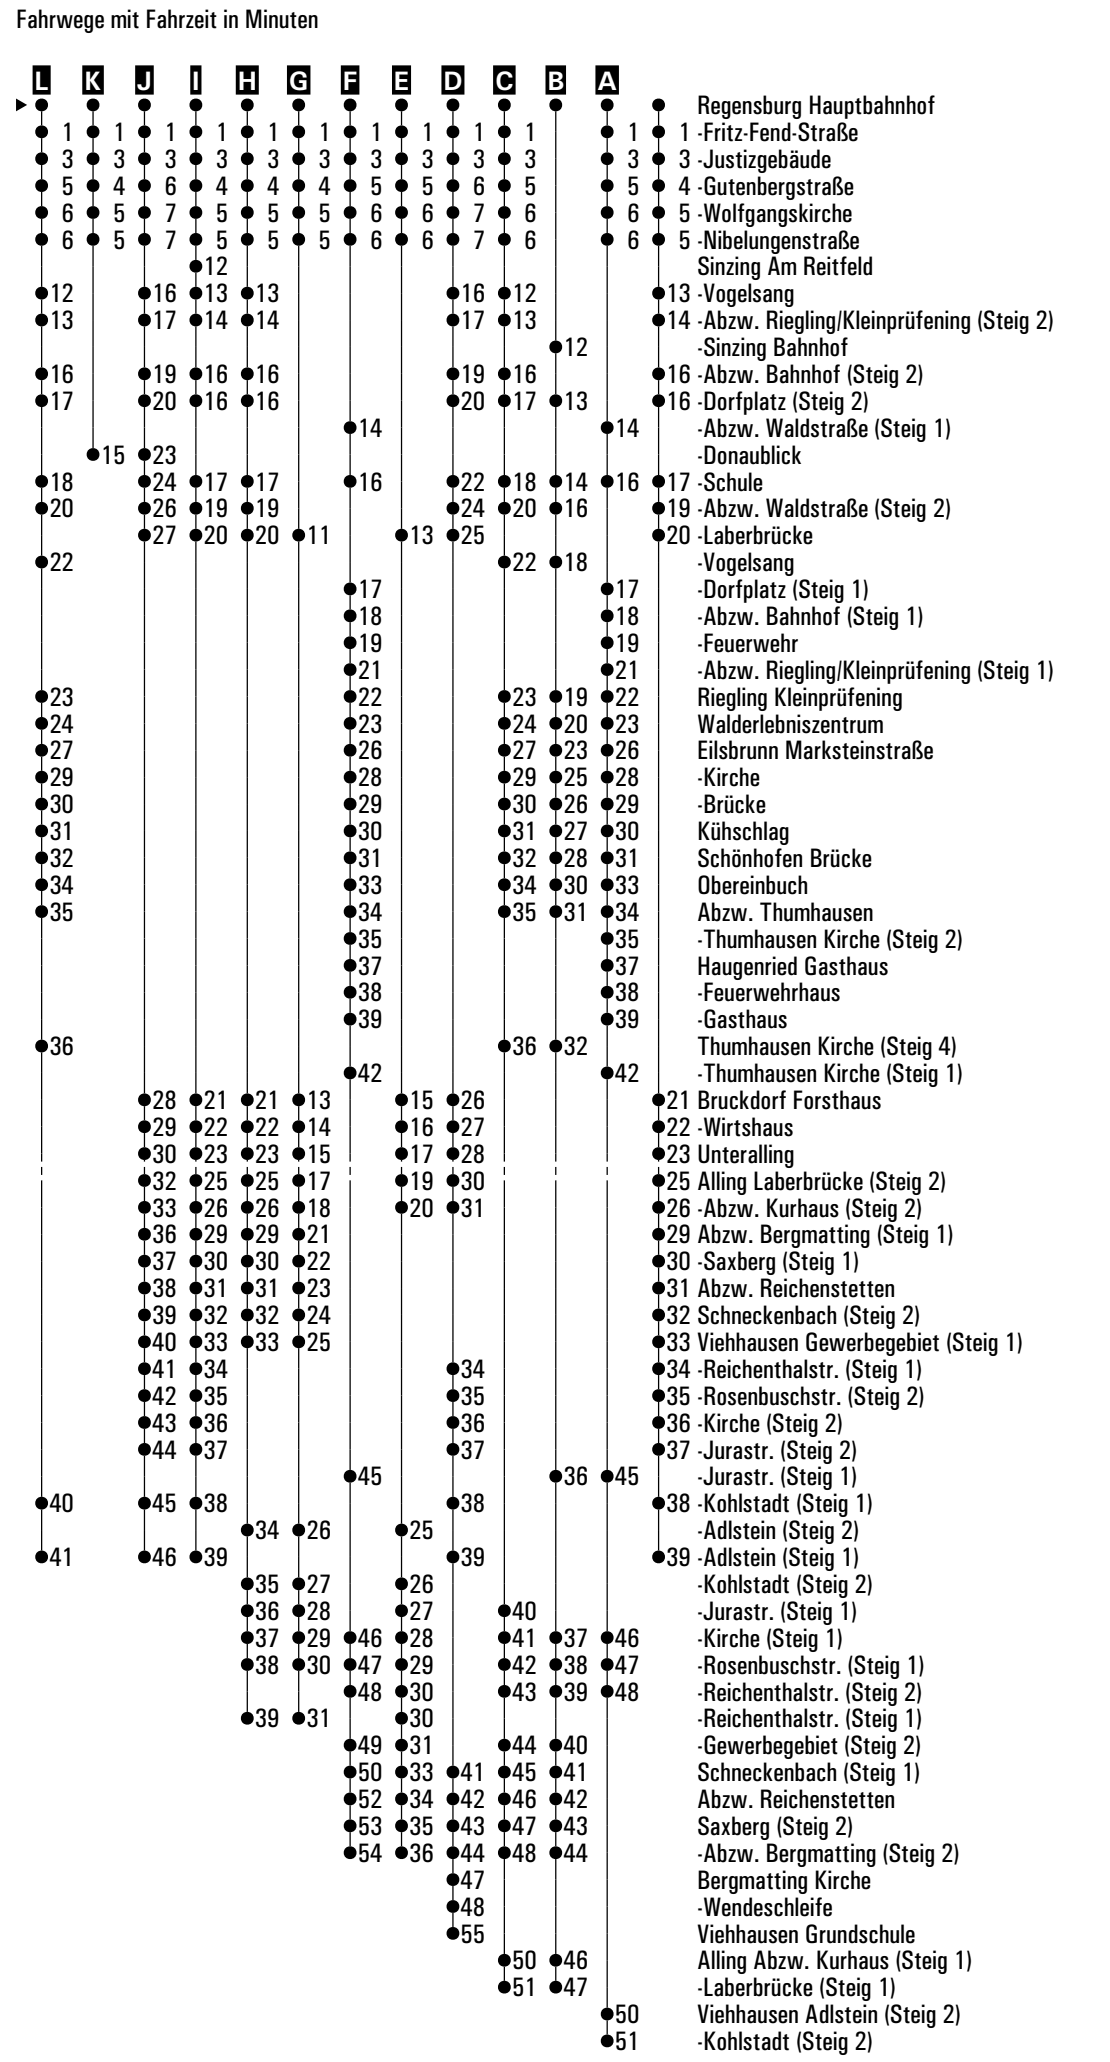 Fahrwege mit Fahrzeit in Minuten
L K J I H G F E D C B A
Regensburg Hauptbahnhof
1 1 1 1 1 1 1 1 1 1 1 1 -Fritz-Fend-Straße
3 3 3 3 3 3 3 3 3 3 3 3 -Justizgebäude
5 4 6 4 4 4 5 5 6 5 5 4 -Gutenbergstraße
6 5 7 5 5 5 6 6 7 6 6 5 -Wolfgangskirche
6 5 7 5 5 5 6 6 7 6 6 5 -Nibelungenstraße
12 Sinzing Am Reitfeld
12 16 13 13 16 12 13 -Vogelsang
13 17 14 14 17 13 14 -Abzw. Riegling/Kleinprüfening (Steig 2)
12 -Sinzing Bahnhof
16 19 16 16 19 16 16 -Abzw. Bahnhof (Steig 2)
17 20 16 16 20 17 13 16 -Dorfplatz (Steig 2)
14 14 -Abzw. Waldstraße (Steig 1)
15 23 -Donaublick
18 24 17 17 16 22 18 14 16 17 -Schule
20 26 19 19 24 20 16 19 -Abzw. Waldstraße (Steig 2)
27 20 20 11 13 25 20 -Laberbrücke
22 22 18 -Vogelsang
17 17 -Dorfplatz (Steig 1)
18 18 -Abzw. Bahnhof (Steig 1)
19 19 -Feuerwehr
21 21 -Abzw. Riegling/Kleinprüfening (Steig 1)
23 22 23 19 22 Riegling Kleinprüfening
24 23 24 20 23 Walderlebniszentrum
27 26 27 23 26 Eilsbrunn Marksteinstraße
29 28 29 25 28 -Kirche
30 29 30 26 29 -Brücke
31 30 31 27 30 Kühschlag
32 31 32 28 31 Schönhofen Brücke
34 33 34 30 33 Obereinbuch
35 34 35 31 34 Abzw. Thumhausen
35 35 -Thumhausen Kirche (Steig 2)
37 37 Haugenried Gasthaus
38 38 -Feuerwehrhaus
39 39 -Gasthaus
36 36 32 Thumhausen Kirche (Steig 4)
42 42 -Thumhausen Kirche (Steig 1)
28 21 21 13 15 26 21 Bruckdorf Forsthaus
29 22 22 14 16 27 22 -Wirtshaus
30 23 23 15 17 28 23 Unteralling
32 25 25 17 19 30 25 Alling Laberbrücke (Steig 2)
33 26 26 18 20 31 26 -Abzw. Kurhaus (Steig 2)
36 29 29 21 29 Abzw. Bergmatting (Steig 1)
37 30 30 22 30 -Saxberg (Steig 1)
38 31 31 23 31 Abzw. Reichenstetten
39 32 32 24 32 Schneckenbach (Steig 2)
40 33 33 25 33 Viehhausen Gewerbegebiet (Steig 1)
41 34 34 34 -Reichenthalstr. (Steig 1)
42 35 35 35 -Rosenbuschstr. (Steig 2)
43 36 36 36 -Kirche (Steig 2)
44 37 37 37 -Jurastr. (Steig 2)
45 36 45 -Jurastr. (Steig 1)
40 45 38 38 38 -Kohlstadt (Steig 1)
34 26 25 -Adlstein (Steig 2)
41 46 39 39 39 -Adlstein (Steig 1)
35 27 26 -Kohlstadt (Steig 2)
36 28 27 40 -Jurastr. (Steig 1)
37 29 46 28 41 37 46 -Kirche (Steig 1)
38 30 47 29 42 38 47 -Rosenbuschstr. (Steig 1)
48 30 43 39 48 -Reichenthalstr. (Steig 2)
39 31 30 -Reichenthalstr. (Steig 1)
49 31 44 40 -Gewerbegebiet (Steig 2)
50 33 41 45 41 Schneckenbach (Steig 1)
52 34 42 46 42 Abzw. Reichenstetten
53 35 43 47 43 Saxberg (Steig 2)
54 36 44 48 44 -Abzw. Bergmatting (Steig 2)
47 Bergmatting Kirche
48 -Wendeschleife
55 Viehhausen Grundschule
50 46 Alling Abzw. Kurhaus (Steig 1)
51 47 -Laberbrücke (Steig 1)
50 Viehhausen Adlstein (Steig 2)
51 -Kohlstadt (Steig 2)